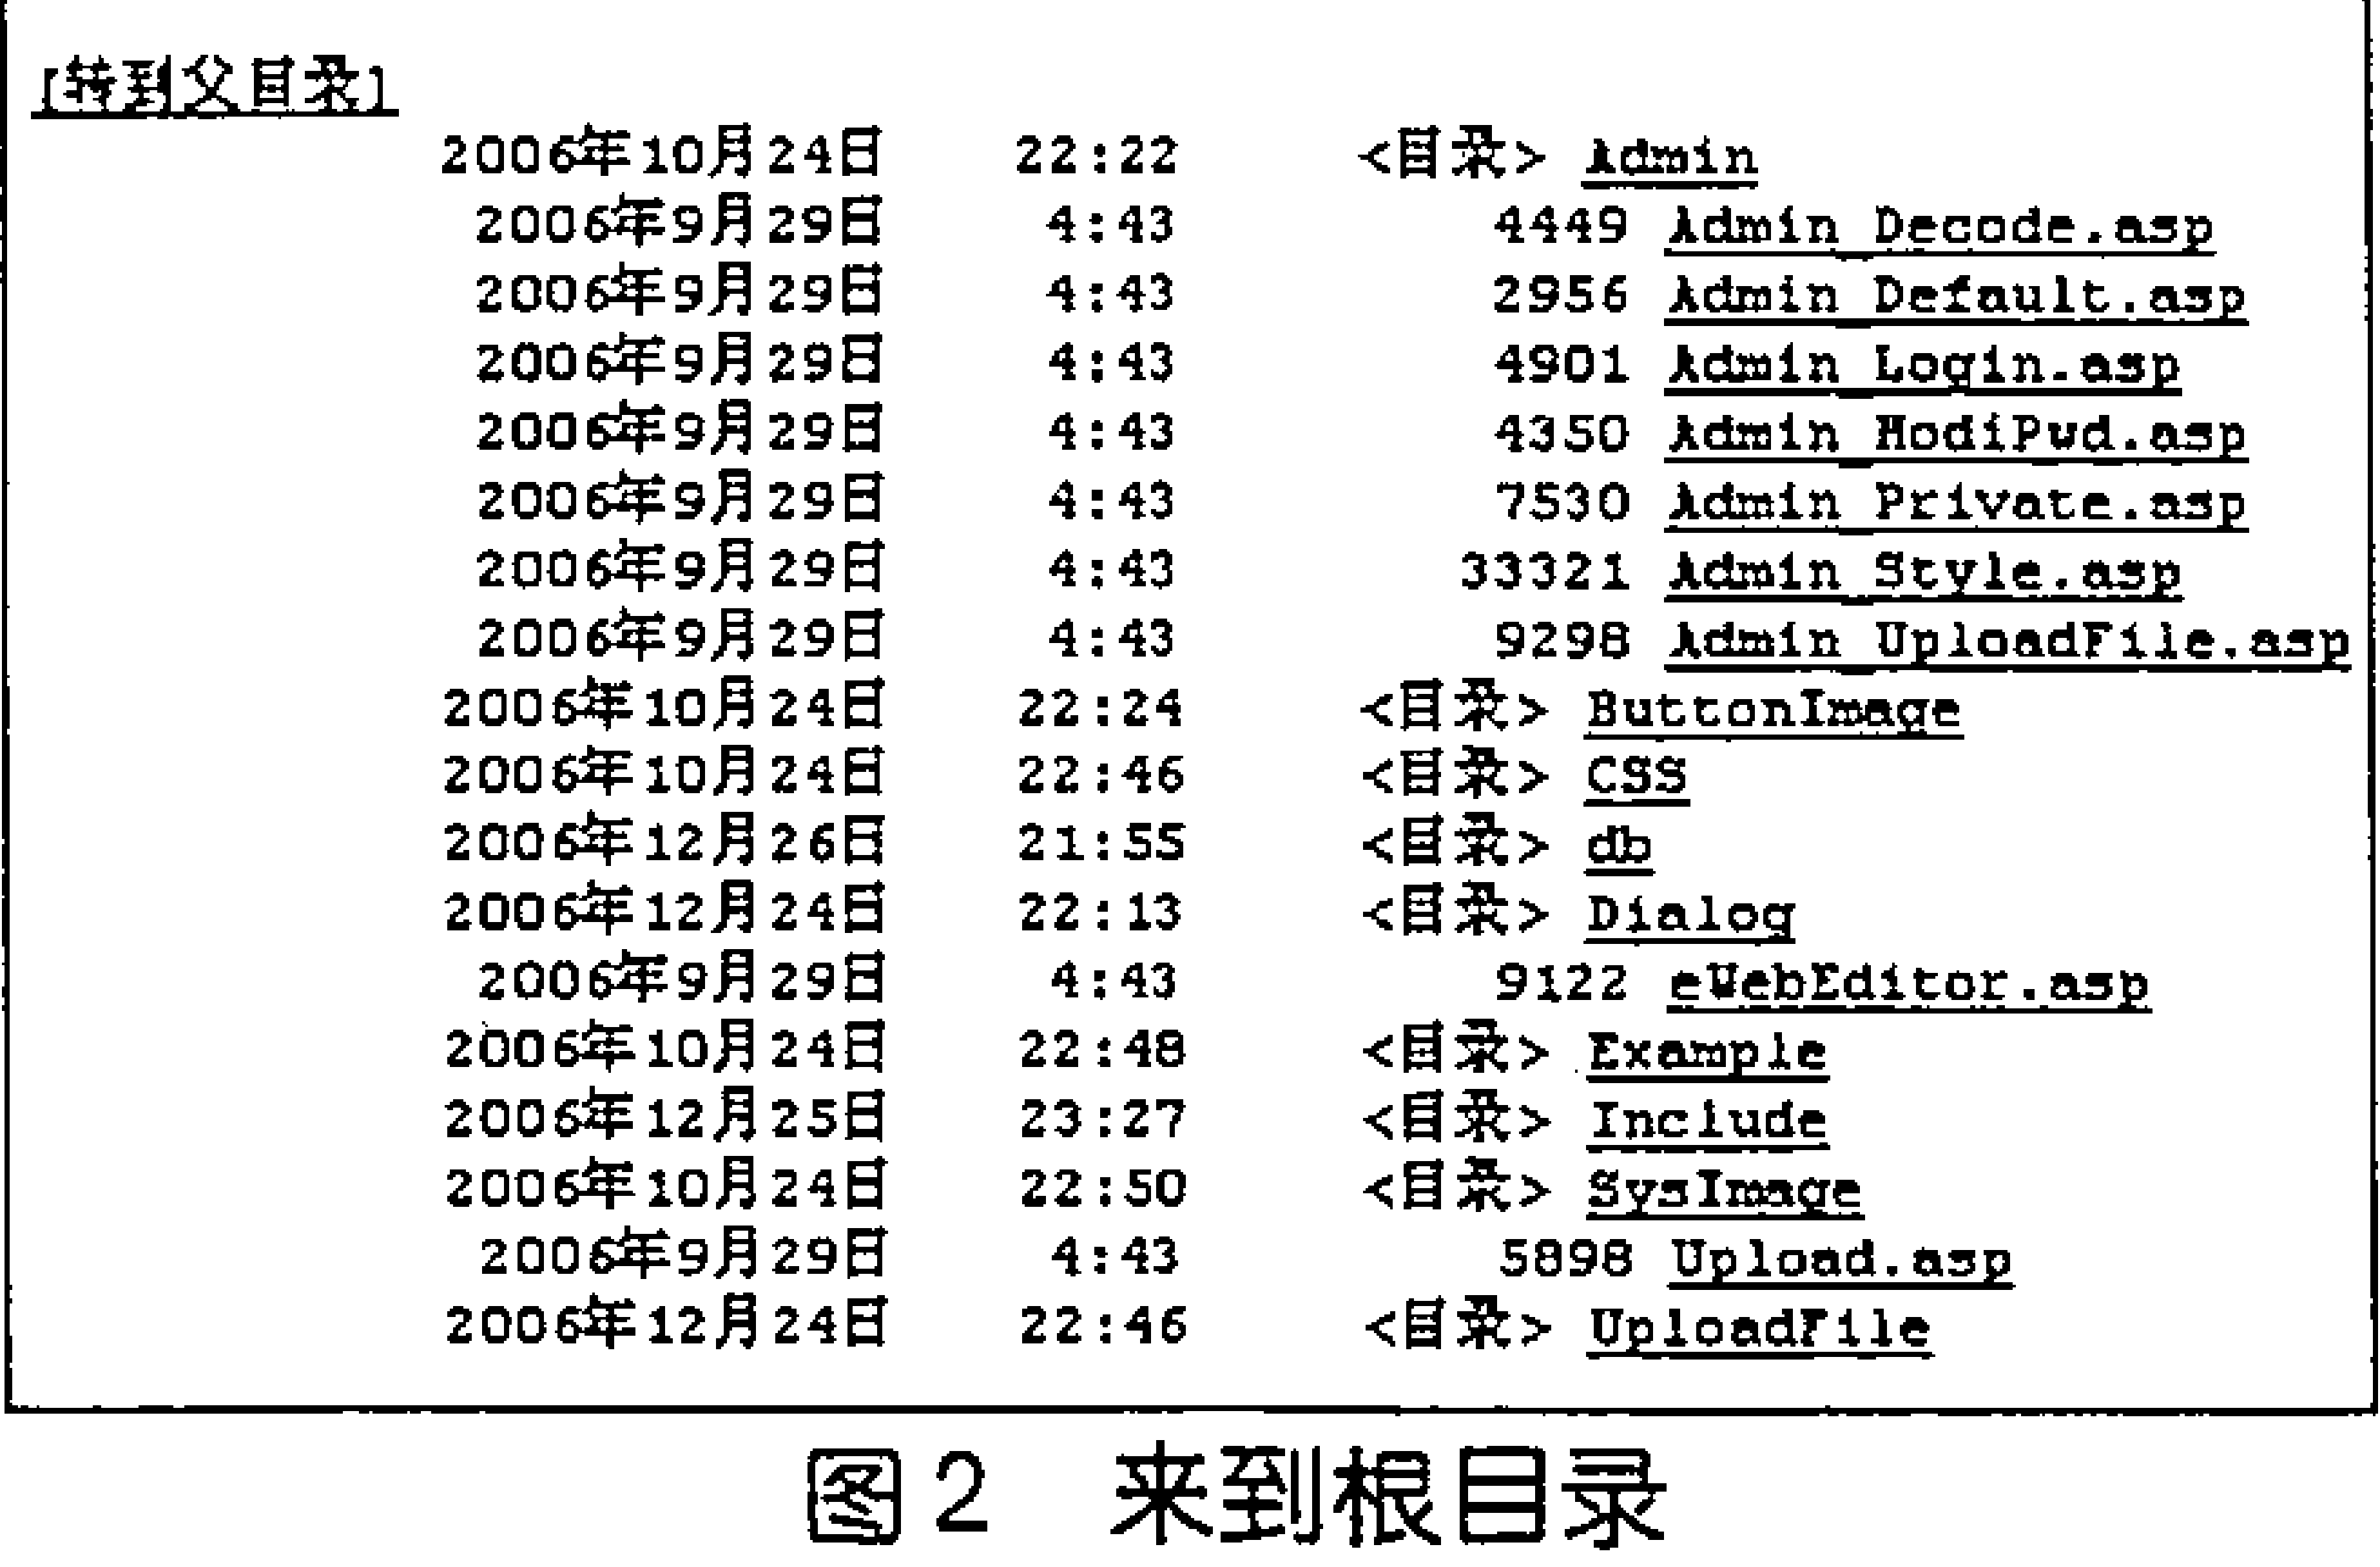 [转到父目录]
2006年10月24日 22:22 <目录> Admin
2006年9月29日 4:43 4449 Admin_Decode.asp
2006年9月29日 4:43 2956 Admin_Default.asp
2006年9月29日 4:43 4901 Admin_Login.asp
2006年9月29日 4:43 4350 Admin_ModiPwd.asp
2006年9月29日 4:43 7530 Admin_Private.asp
2006年9月29日 4:43 33321 Admin_Style.asp
2006年9月29日 4:43 9298 Admin_UploadFile.asp
2006年10月24日 22:24 <目录> ButtonImage
2006年10月24日 22:46 <目录> CSS
2006年12月26日 21:55 <目录> db
2006年12月24日 22:13 <目录> Dialog
2006年9月29日 4:43 9122 eWebEditor.asp
2006年10月24日 22:48 <目录> Example
2006年12月25日 23:27 <目录> Include
2006年10月24日 22:50 <目录> SysImage
2006年9月29日 4:43 5898 Upload.asp
2006年12月24日 22:46 <目录> UploadFile
图2 来到根目录